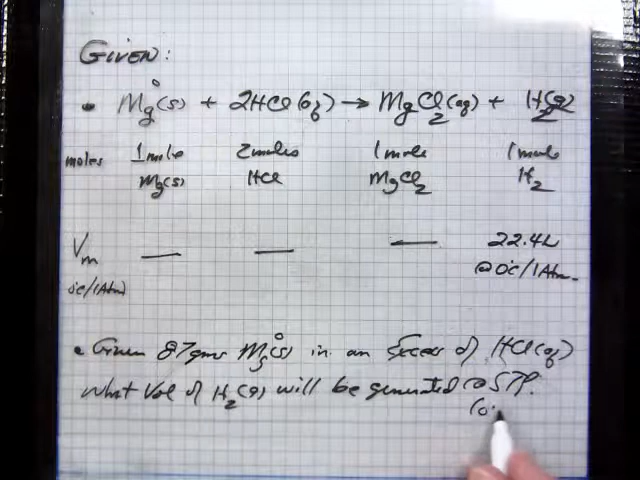 GIVEN:
• Mg°(s) + 2HCl(aq) → MgCl₂(aq) + H₂(g)
moles 1 mole 2 moles 1 mole 1 mole
Mg(s) HCl MgCl₂ H₂
Vm — — — 22.4L
0°C/1Atm) @0°C/1Atm.
• Given 87gms Mg°(s) in an Excess of HCl(aq)
What Vol of H₂(g) will be generated @STP.
(0°